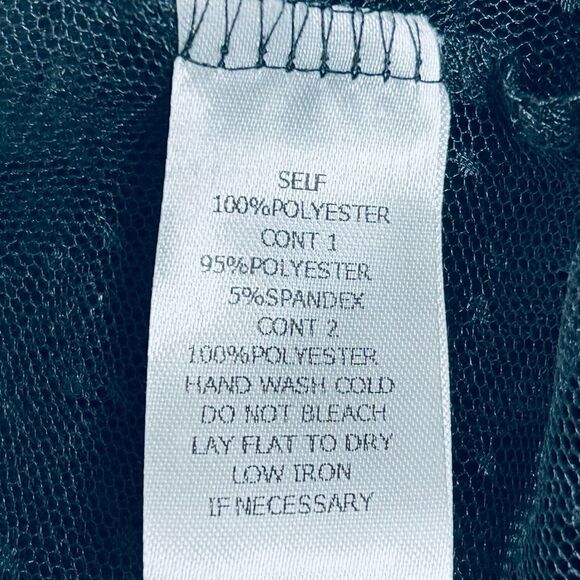 SELF
100%POLYESTER
CONT 1
95%POLYESTER
5%SPANDEX
CONT 2
100%POLYESTER
HAND WASH COLD
DO NOT BLEACH
LAY FLAT TO DRY
LOW IRON
IF NECESSARY